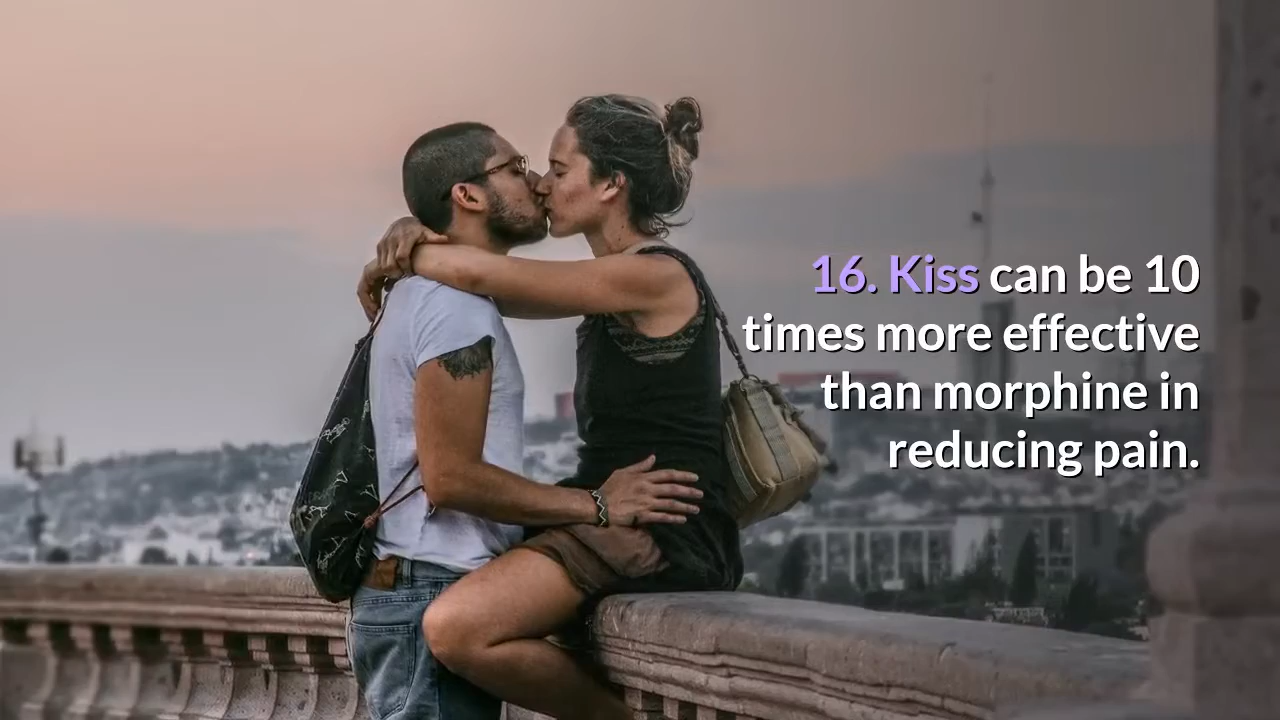 16. Kiss can be 10
times more effective
than morphine in
reducing pain.